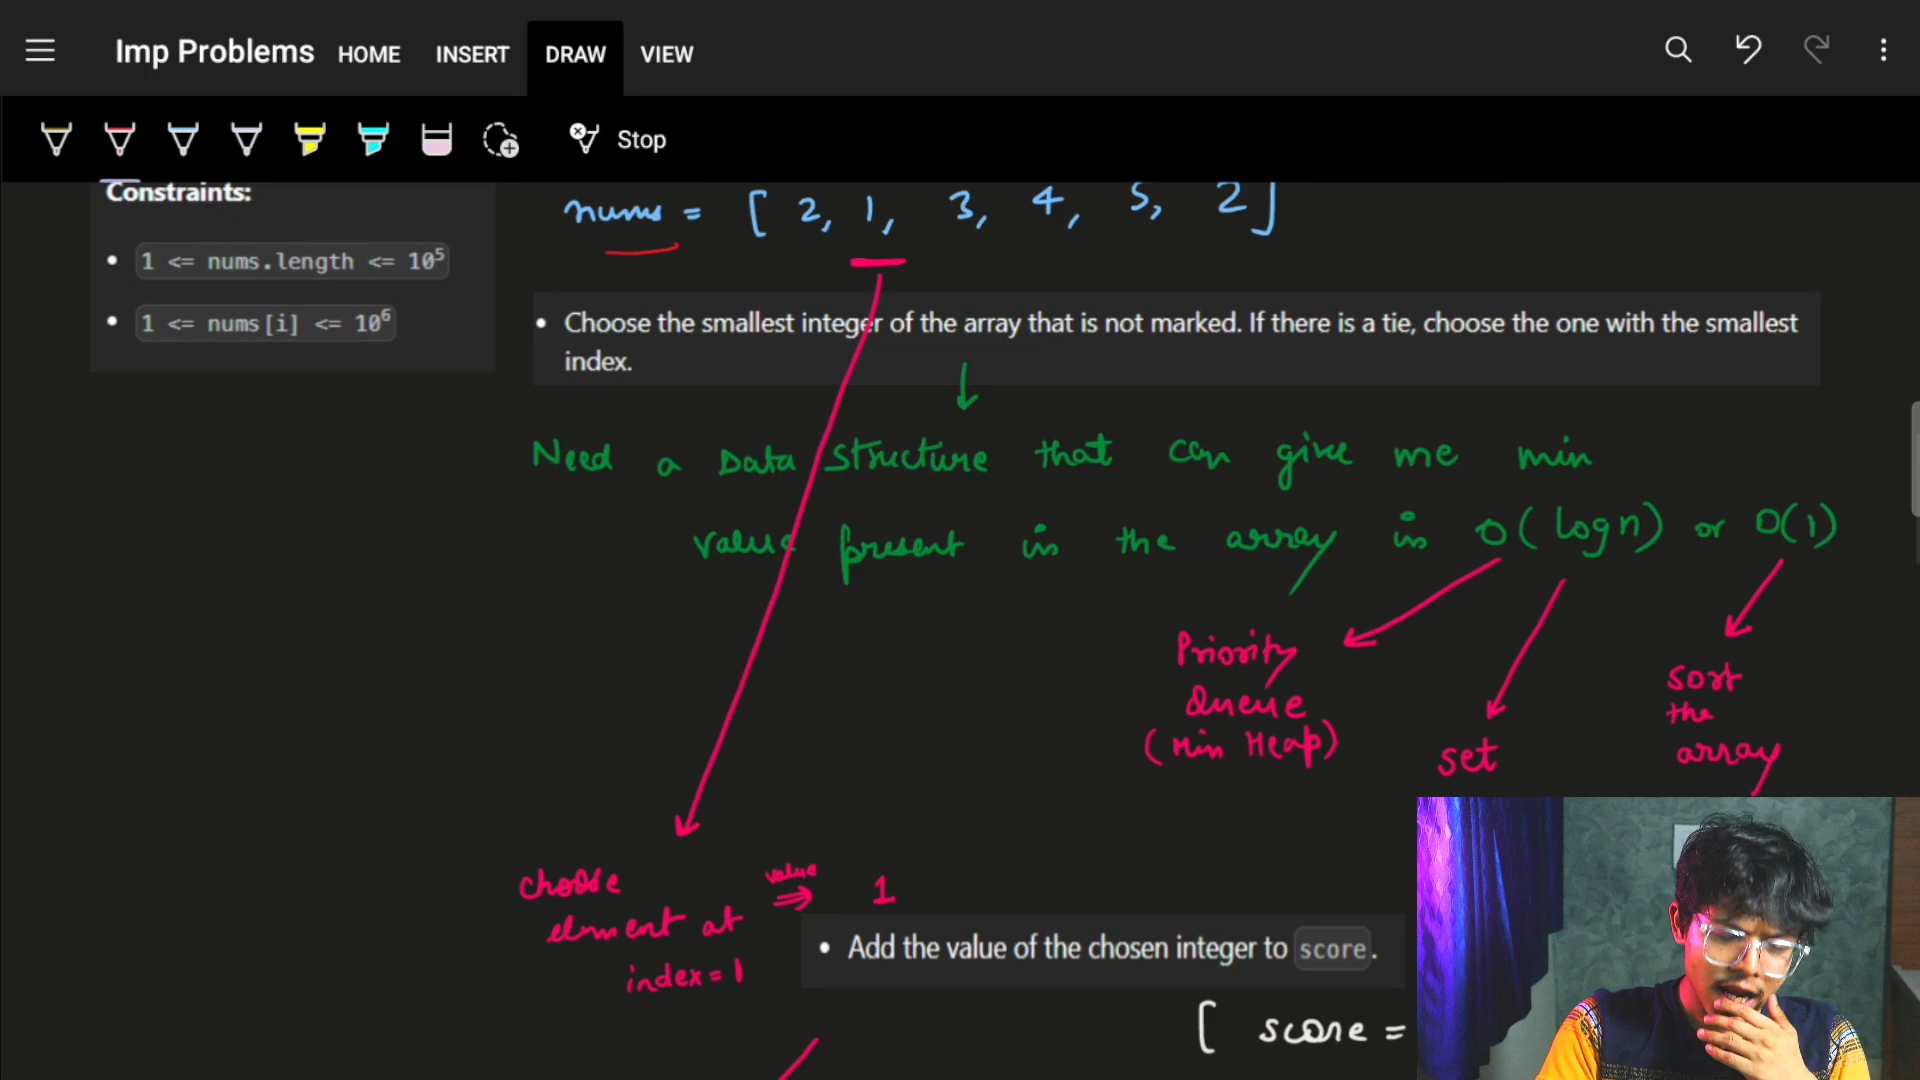 Imp Problems HOME INSERT DRAW VIEW
Stop
Constraints:
1 <= nums.length <= 10^5
1 <= nums[i] <= 10^6
nums = [ 2, 1, 3, 4, 5, 2 ]
Choose the smallest integer of the array that is not marked. If there is a tie, choose the one with the smallest
index.
Need a Data structure that can give me min
value present in the array in O(logn) or O(1)
Priority
Queue
(Min Heap)
set
sort
the
array
choose
element at
index = 1
value
⇒ 1
Add the value of the chosen integer to score.
[ score =